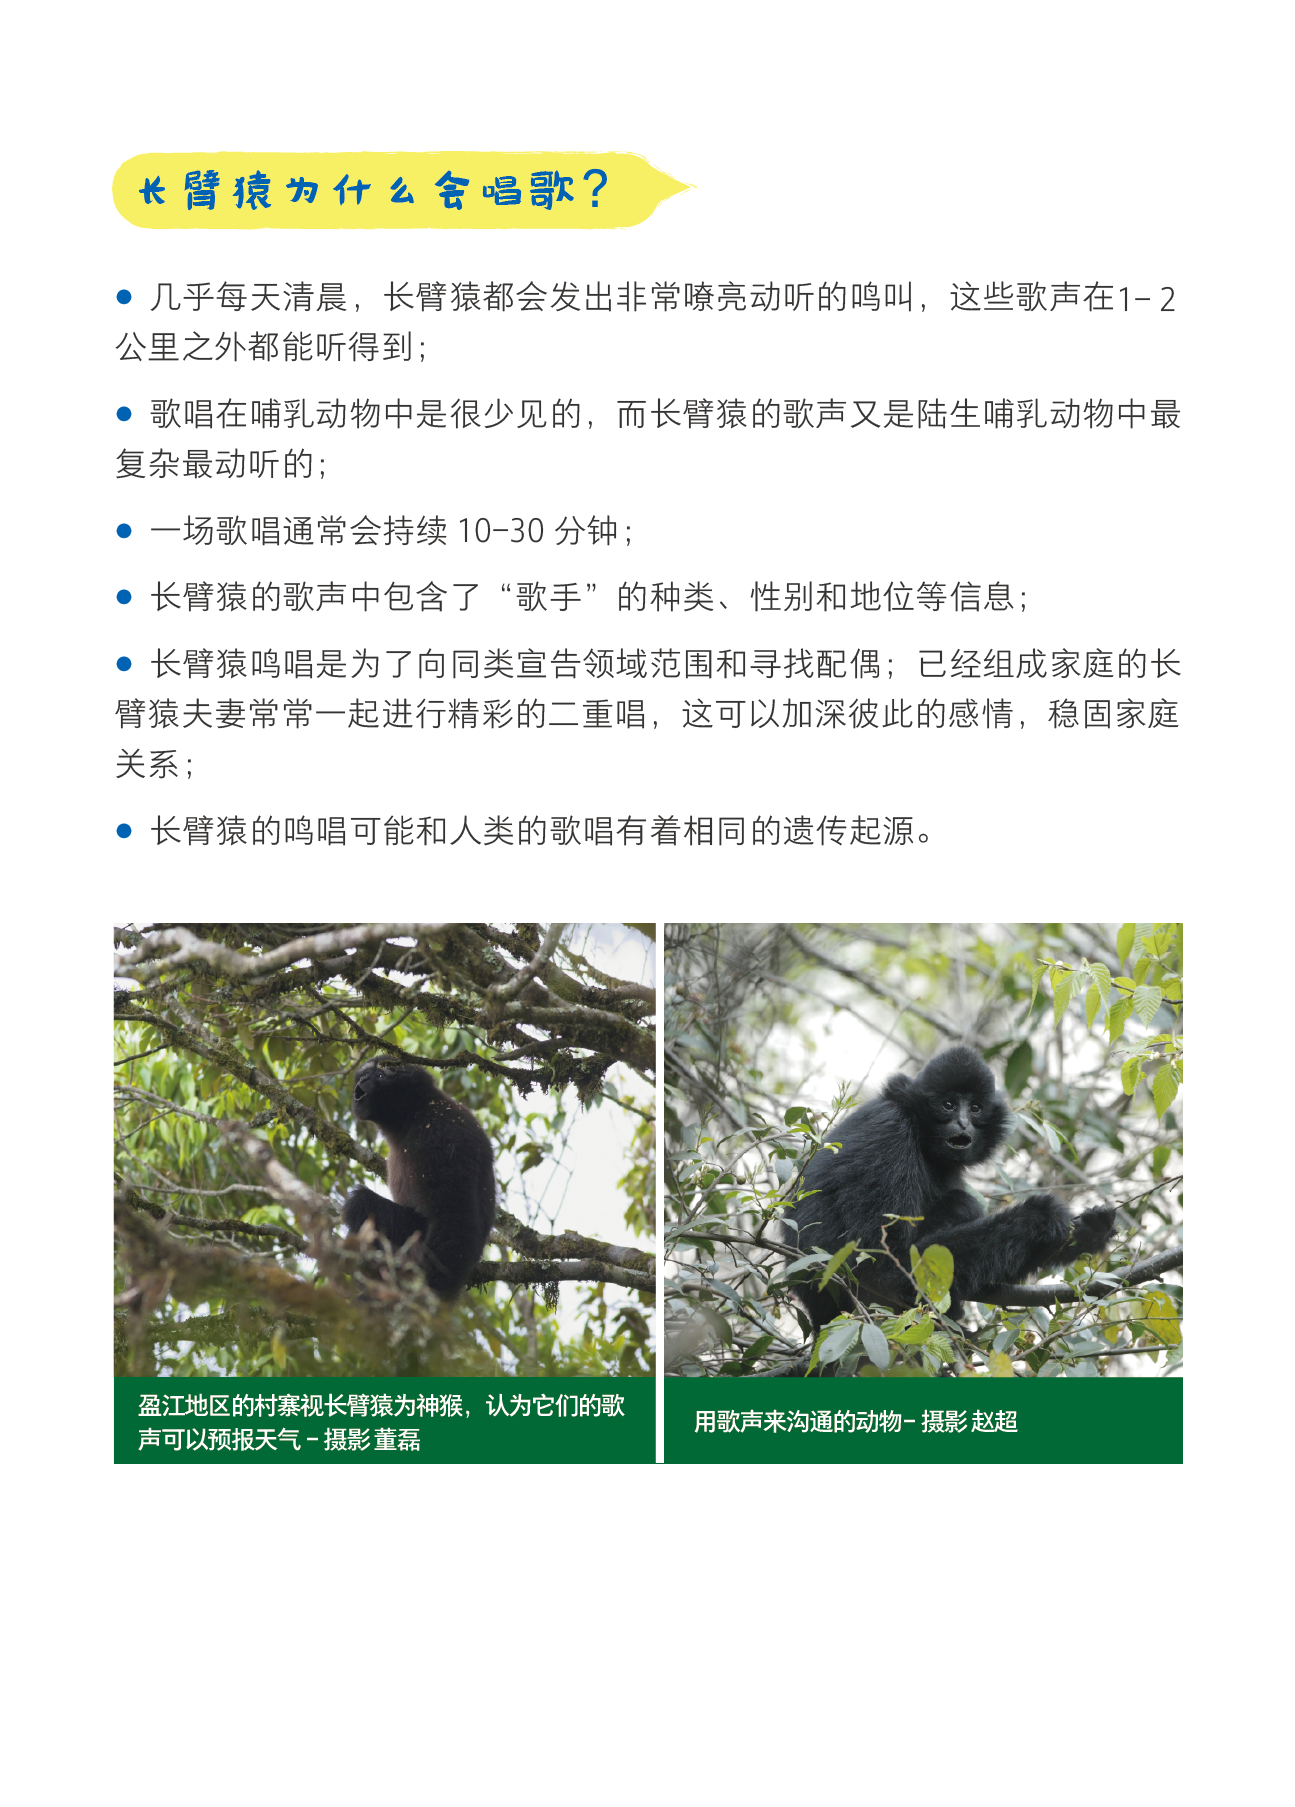 长臂猿为什么会唱歌?
● 几乎每天清晨，长臂猿都会发出非常嘹亮动听的鸣叫，这些歌声在1– 2
公里之外都能听得到；
● 歌唱在哺乳动物中是很少见的，而长臂猿的歌声又是陆生哺乳动物中最
复杂最动听的；
● 一场歌唱通常会持续 10–30 分钟；
● 长臂猿的歌声中包含了“歌手”的种类、性别和地位等信息；
● 长臂猿鸣唱是为了向同类宣告领域范围和寻找配偶；已经组成家庭的长
臂猿夫妻常常一起进行精彩的二重唱，这可以加深彼此的感情，稳固家庭
关系；
● 长臂猿的鸣唱可能和人类的歌唱有着相同的遗传起源。
盈江地区的村寨视长臂猿为神猴，认为它们的歌
声可以预报天气 – 摄影 董磊
用歌声来沟通的动物– 摄影 赵超